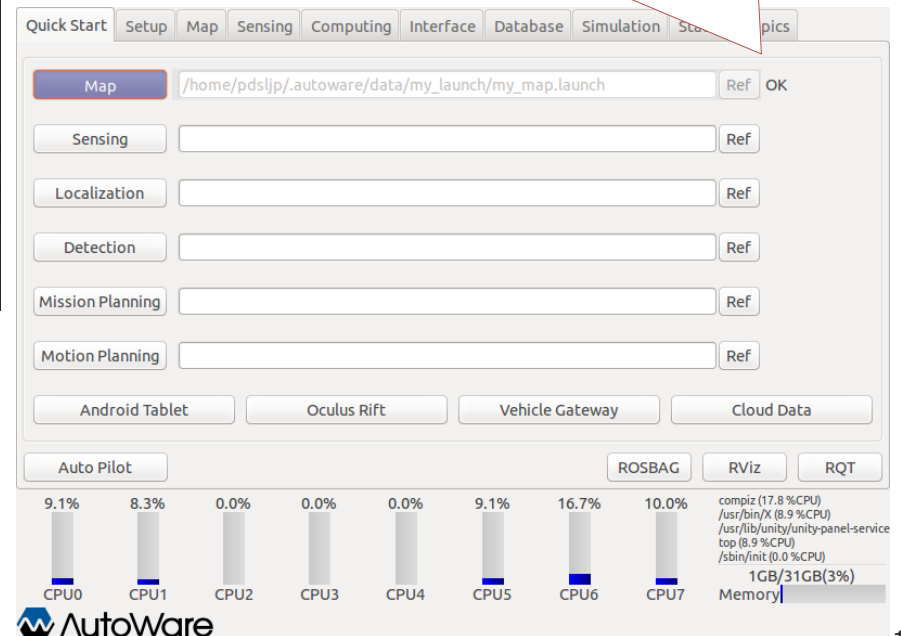 Quick Start Setup Map Sensing Computing Interface Database Simulation
Map /home/pdsljp/.autoware/data/my_launch/my_map.launch Ref OK
Sensing Ref
Localization Ref
Detection Ref
Mission Planning Ref
Motion Planning Ref
Android Tablet Oculus Rift Vehicle Gateway Cloud Data
Auto Pilot ROSBAG RViz RQT
9.1% 8.3% 0.0% 0.0% 0.0% 9.1% 16.7% 10.0%
compiz (17.8 %CPU)
/usr/bin/X (8.9 %CPU)
/usr/lib/unity/unity-panel-service
top (8.9 %CPU)
/sbin/init (0.0 %CPU)
1GB/31GB(3%)
CPU0 CPU1 CPU2 CPU3 CPU4 CPU5 CPU6 CPU7 Memory
AutoWare